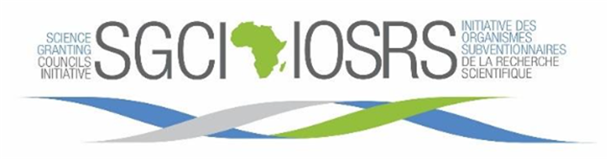 SCIENCE
GRANTING
COUNCILS
INITIATIVE
SGCI IOSRS
INITIATIVE DES
ORGANISMES
SUBVENTIONNAIRES
DE LA RECHERCHE
SCIENTIFIQUE